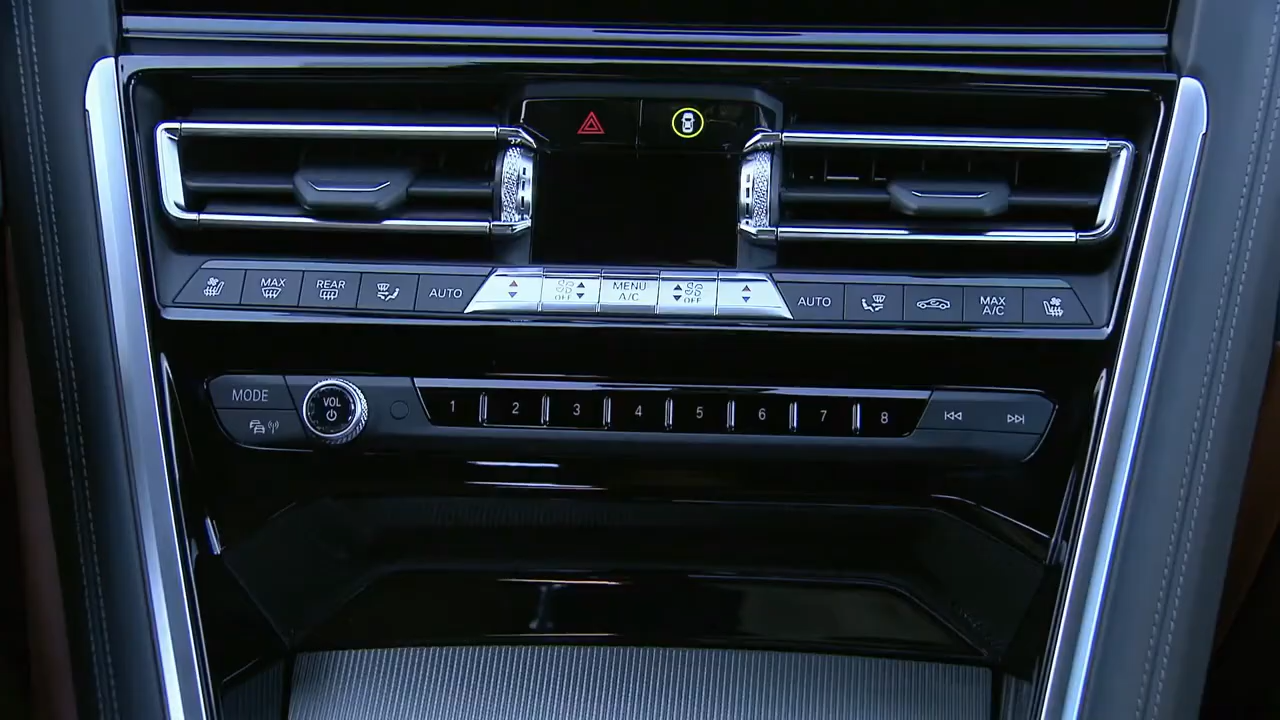 MAX
REAR
AUTO
OFF
MENU
A/C
OFF
AUTO
MAX
A/C
MODE
VOL
1 2 3 4 5 6 7 8